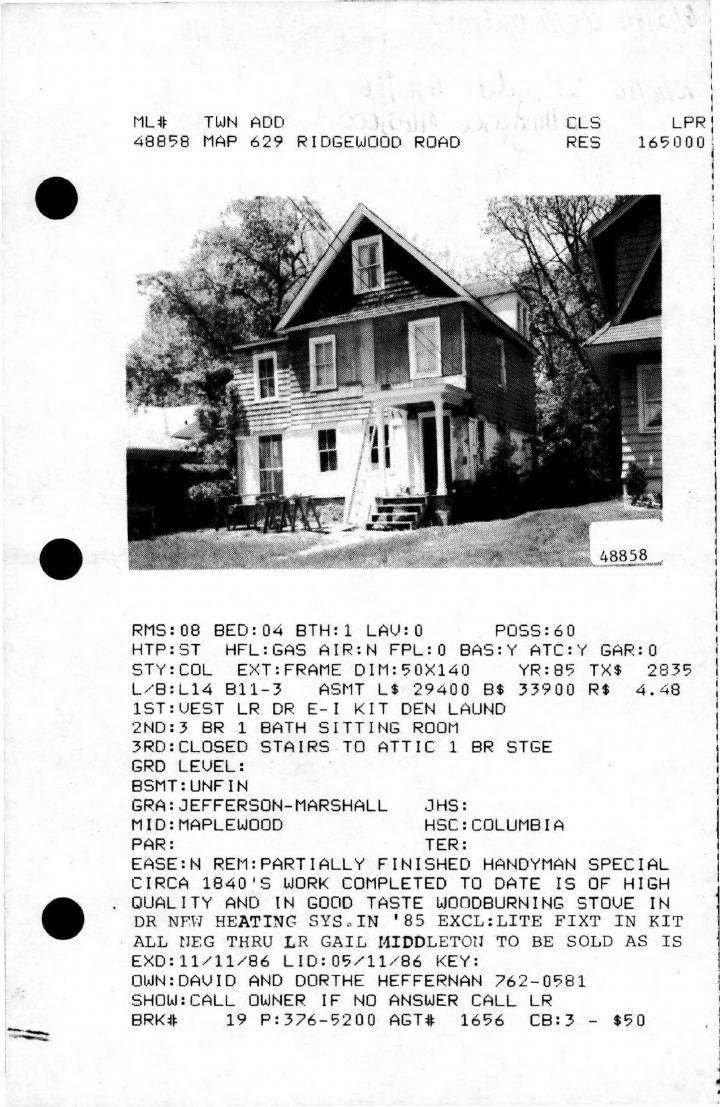 ML# TWN ADD CLS LPR
48858 MAP 629 RIDGEWOOD ROAD RES 165000
48858
RMS:08 BED:04 BTH:1 LAV:0 POSS:60
HTP:ST HFL:GAS AIR:N FPL:0 BAS:Y ATC:Y GAR:0
STY:COL EXT:FRAME DIM:50X140 YR:85 TX$ 2835
L/B:L14 B11-3 ASMT L$ 29400 B$ 33900 R$ 4.48
1ST:VEST LR DR E-I KIT DEN LAUND
2ND:3 BR 1 BATH SITTING ROOM
3RD:CLOSED STAIRS TO ATTIC 1 BR STGE
GRD LEVEL:
BSMT:UNFIN
GRA:JEFFERSON-MARSHALL JHS:
MID:MAPLEWOOD HSC:COLUMBIA
PAR: TER:
EASE:N REM:PARTIALLY FINISHED HANDYMAN SPECIAL
CIRCA 1840'S WORK COMPLETED TO DATE IS OF HIGH
QUALITY AND IN GOOD TASTE WOODBURNING STOVE IN
DR NEW HEATING SYS.IN '85 EXCL:LITE FIXT IN KIT
ALL NEG THRU LR GAIL MIDDLETON TO BE SOLD AS IS
EXD:11/11/86 LID:05/11/86 KEY:
OWN:DAVID AND DORTHE HEFFERNAN 762-0581
SHOW:CALL OWNER IF NO ANSWER CALL LR
BRK# 19 P:376-5200 AGT# 1656 CB:3 - $50